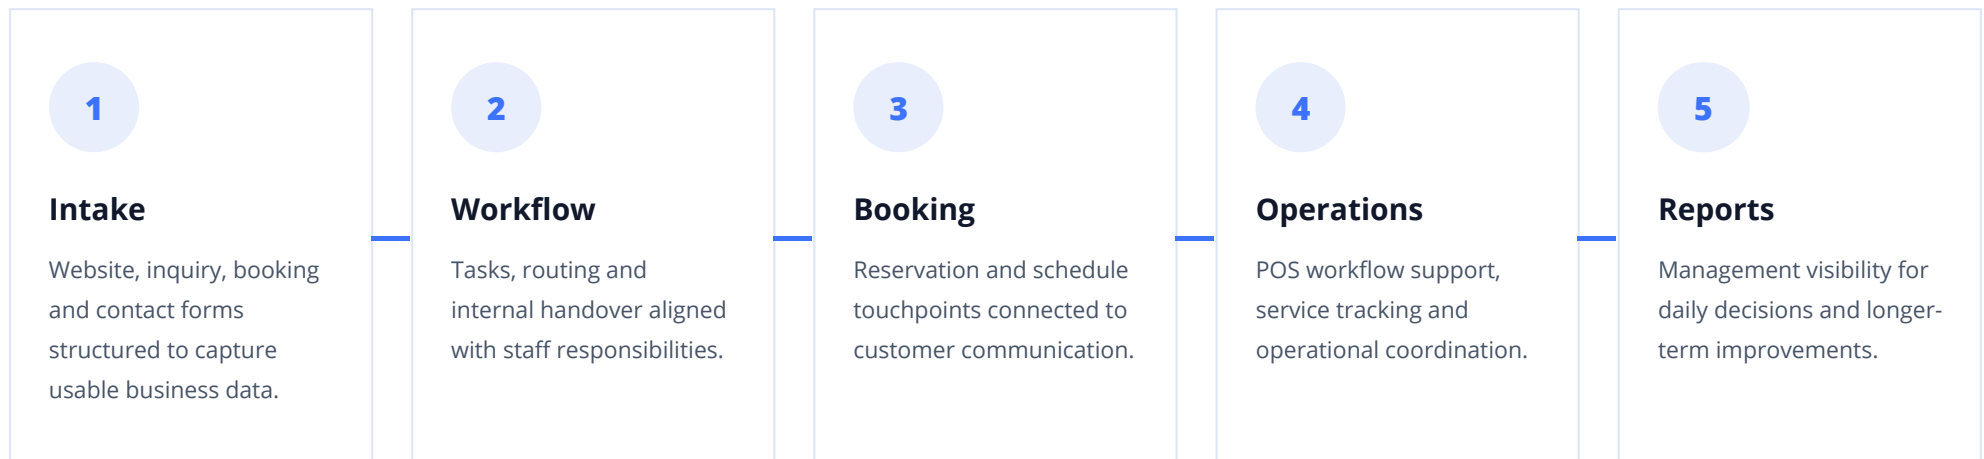 1
Intake
Website, inquiry, booking
and contact forms
structured to capture
usable business data.
2
Workflow
Tasks, routing and
internal handover aligned
with staff responsibilities.
3
Booking
Reservation and schedule
touchpoints connected to
customer communication.
4
Operations
POS workflow support,
service tracking and
operational coordination.
5
Reports
Management visibility for
daily decisions and longer-
term improvements.